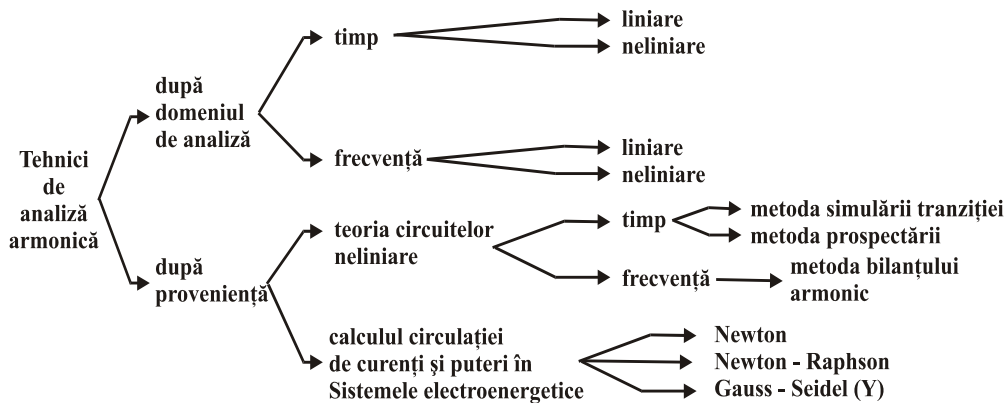 Tehnici
de
analiză
armonică
după
domeniul
de analiză
timp
liniare
neliniare
frecvență
liniare
neliniare
după
proveniență
teoria circuitelor
neliniare
timp
metoda simulării tranziției
metoda prospectării
frecvență
metoda bilanțului
armonic
calculul circulației
de curenți şi puteri în
Sistemele electroenergetice
Newton
Newton - Raphson
Gauss - Seidel (Y)